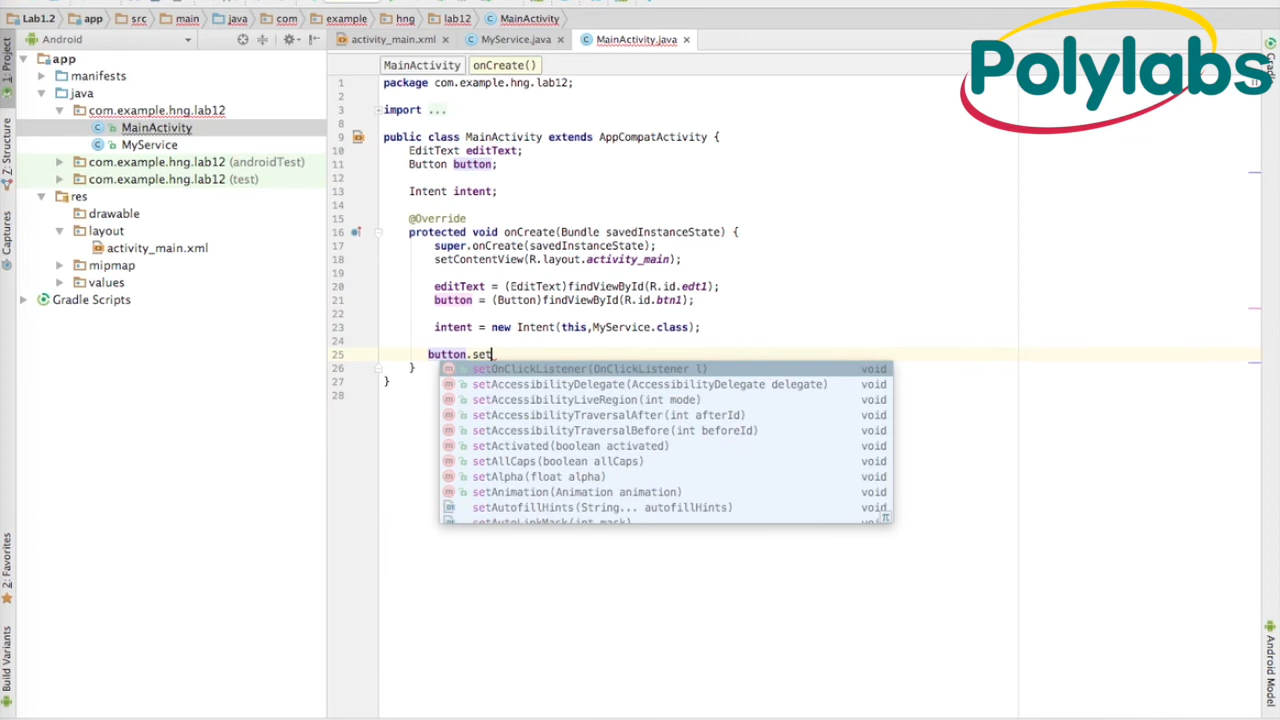 Lab1.2 app src main java com example hng lab12 MainActivity
Android
activity_main.xml MyService.java MainActivity.java
Polylabs
1: Project
Z: Structure
Captures
2: Favorites
Build Variants
app
manifests
java
com.example.hng.lab12
MainActivity
MyService
com.example.hng.lab12 (androidTest)
com.example.hng.lab12 (test)
res
drawable
layout
activity_main.xml
mipmap
values
Gradle Scripts
MainActivity onCreate()
1 package com.example.hng.lab12;
2
3 import ...
8
9 public class MainActivity extends AppCompatActivity {
10 EditText editText;
11 Button button;
12
13 Intent intent;
14
15 @Override
16 protected void onCreate(Bundle savedInstanceState) {
17 super.onCreate(savedInstanceState);
18 setContentView(R.layout.activity_main);
19
20 editText = (EditText)findViewById(R.id.edt1);
21 button = (Button)findViewById(R.id.btn1);
22
23 intent = new Intent(this,MyService.class);
24
25 button.set
26 }
27 }
28
setOnClickListener(OnClickListener l) void
setAccessibilityDelegate(AccessibilityDelegate delegate) void
setAccessibilityLiveRegion(int mode) void
setAccessibilityTraversalAfter(int afterId) void
setAccessibilityTraversalBefore(int beforeId) void
setActivated(boolean activated) void
setAllCaps(boolean allCaps) void
setAlpha(float alpha) void
setAnimation(Animation animation) void
setAutofillHints(String... autofillHints) void
setAutoLinkMask(int mask) void
π
Android Model